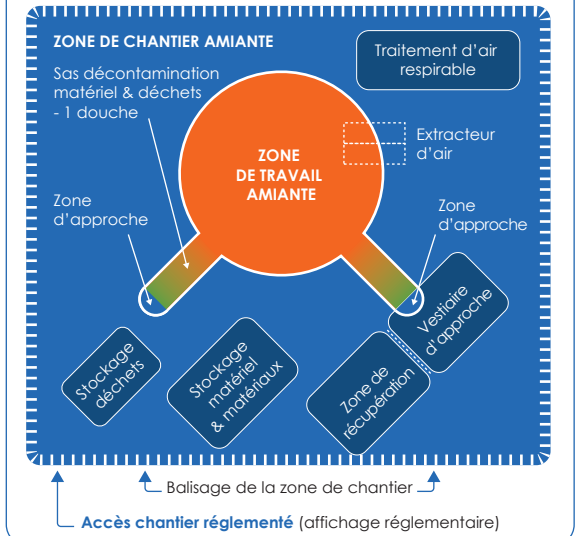 ZONE DE CHANTIER AMIANTE
Traitement d’air
respirable
Sas décontamination
matériel & déchets
- 1 douche
Extracteur
d’air
ZONE
DE TRAVAIL
AMIANTE
Zone
d’approche
Zone
d’approche
Vestiaire
d’approche
Stockage
déchets
Stockage
matériel
& matériaux
Zone de
récupération
Balisage de la zone de chantier
Accès chantier réglementé (affichage réglementaire)